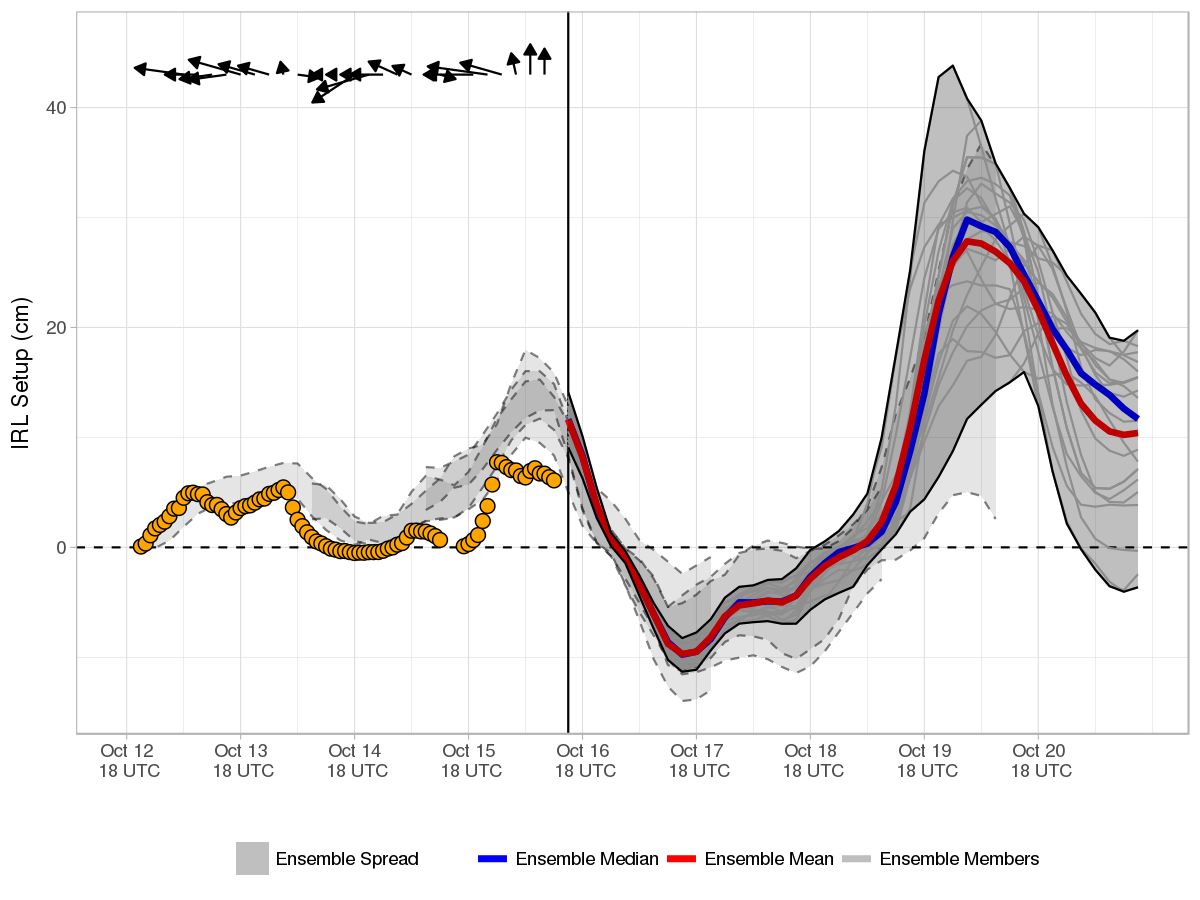 IRL Setup (cm)
40
20
0
Oct 12 Oct 13 Oct 14 Oct 15 Oct 16 Oct 17 Oct 18 Oct 19 Oct 20
18 UTC 18 UTC 18 UTC 18 UTC 18 UTC 18 UTC 18 UTC 18 UTC 18 UTC
Ensemble Spread Ensemble Median Ensemble Mean Ensemble Members